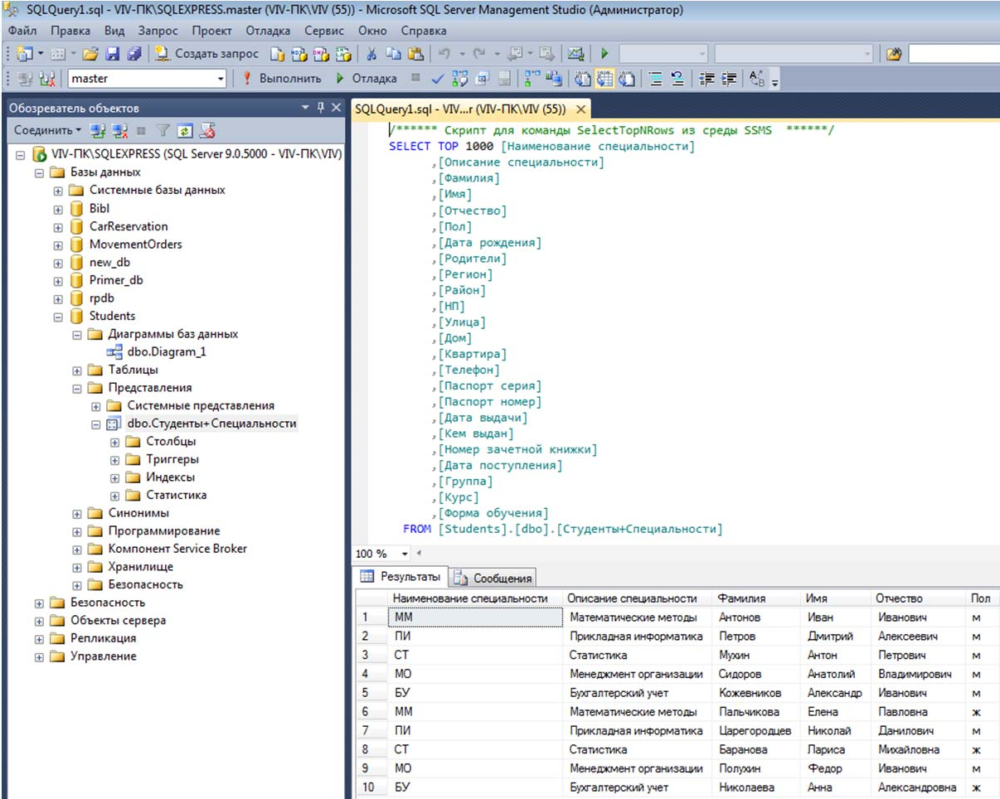 SQLQuery1.sql - VIV-ПК\SQLEXPRESS.master (VIV-ПК\VIV (55)) - Microsoft SQL Server Management Studio (Администратор)
Файл Правка Вид Запрос Проект Отладка Сервис Окно Справка
Создать запрос
master Выполнить Отладка
Обозреватель объектов
Соединить
VIV-ПК\SQLEXPRESS (SQL Server 9.0.5000 - VIV-ПК\VIV)
Базы данных
Системные базы данных
Bibl
CarReservation
MovementOrders
new_db
Primer_db
rpdb
Students
Диаграммы баз данных
dbo.Diagram_1
Таблицы
Представления
Системные представления
dbo.Студенты+Специальности
Столбцы
Триггеры
Индексы
Статистика
Синонимы
Программирование
Компонент Service Broker
Хранилище
Безопасность
Безопасность
Объекты сервера
Репликация
Управление
SQLQuery1.sql - VIV...r (VIV-ПК\VIV (55))
/****** Скрипт для команды SelectTopNRows из среды SSMS ******/
SELECT TOP 1000 [Наименование специальности]
,[Описание специальности]
,[Фамилия]
,[Имя]
,[Отчество]
,[Пол]
,[Дата рождения]
,[Родители]
,[Регион]
,[Район]
,[НП]
,[Улица]
,[Дом]
,[Квартира]
,[Телефон]
,[Паспорт серия]
,[Паспорт номер]
,[Дата выдачи]
,[Кем выдан]
,[Номер зачетной книжки]
,[Дата поступления]
,[Группа]
,[Курс]
,[Форма обучения]
FROM [Students].[dbo].[Студенты+Специальности]
100 %
Результаты Сообщения
Наименование специальности Описание специальности Фамилия Имя Отчество Пол
1 ММ Математические методы Антонов Иван Иванович м
2 ПИ Прикладная информатика Петров Дмитрий Алексеевич м
3 СТ Статистика Мухин Антон Петрович м
4 МО Менеджмент организации Сидоров Анатолий Владимирович м
5 БУ Бухгалтерский учет Кожевников Александр Иванович м
6 ММ Математические методы Пальчикова Елена Павловна ж
7 ПИ Прикладная информатика Царегородцев Николай Данилович м
8 СТ Статистика Баранова Лариса Михайловна ж
9 МО Менеджмент организации Полухин Федор Иванович м
10 БУ Бухгалтерский учет Николаева Анна Александровна ж